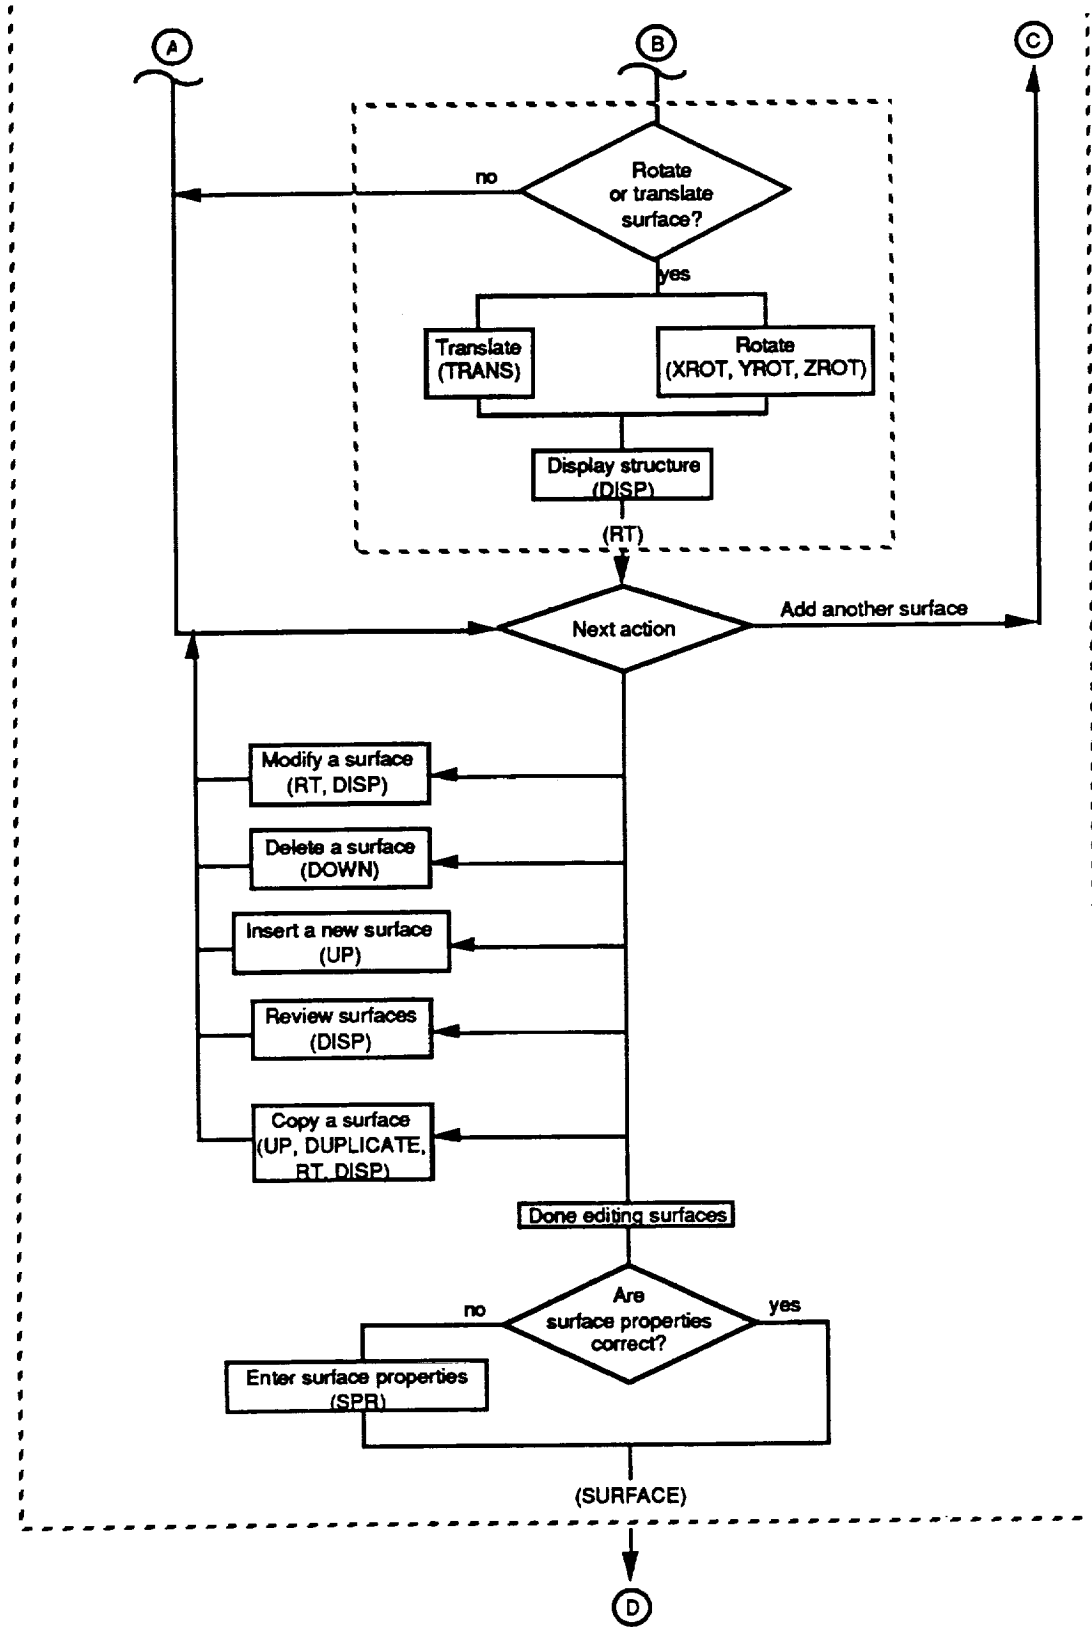 A
B
C
Rotate
or translate
surface?
no
yes
Translate
(TRANS)
Rotate
(XROT, YROT, ZROT)
Display structure
(DISP)
(RT)
Next action
Add another surface
Modify a surface
(RT, DISP)
Delete a surface
(DOWN)
Insert a new surface
(UP)
Review surfaces
(DISP)
Copy a surface
(UP, DUPLICATE,
RT, DISP)
Done editing surfaces
Are
surface properties
correct?
no
yes
Enter surface properties
(SPR)
(SURFACE)
D